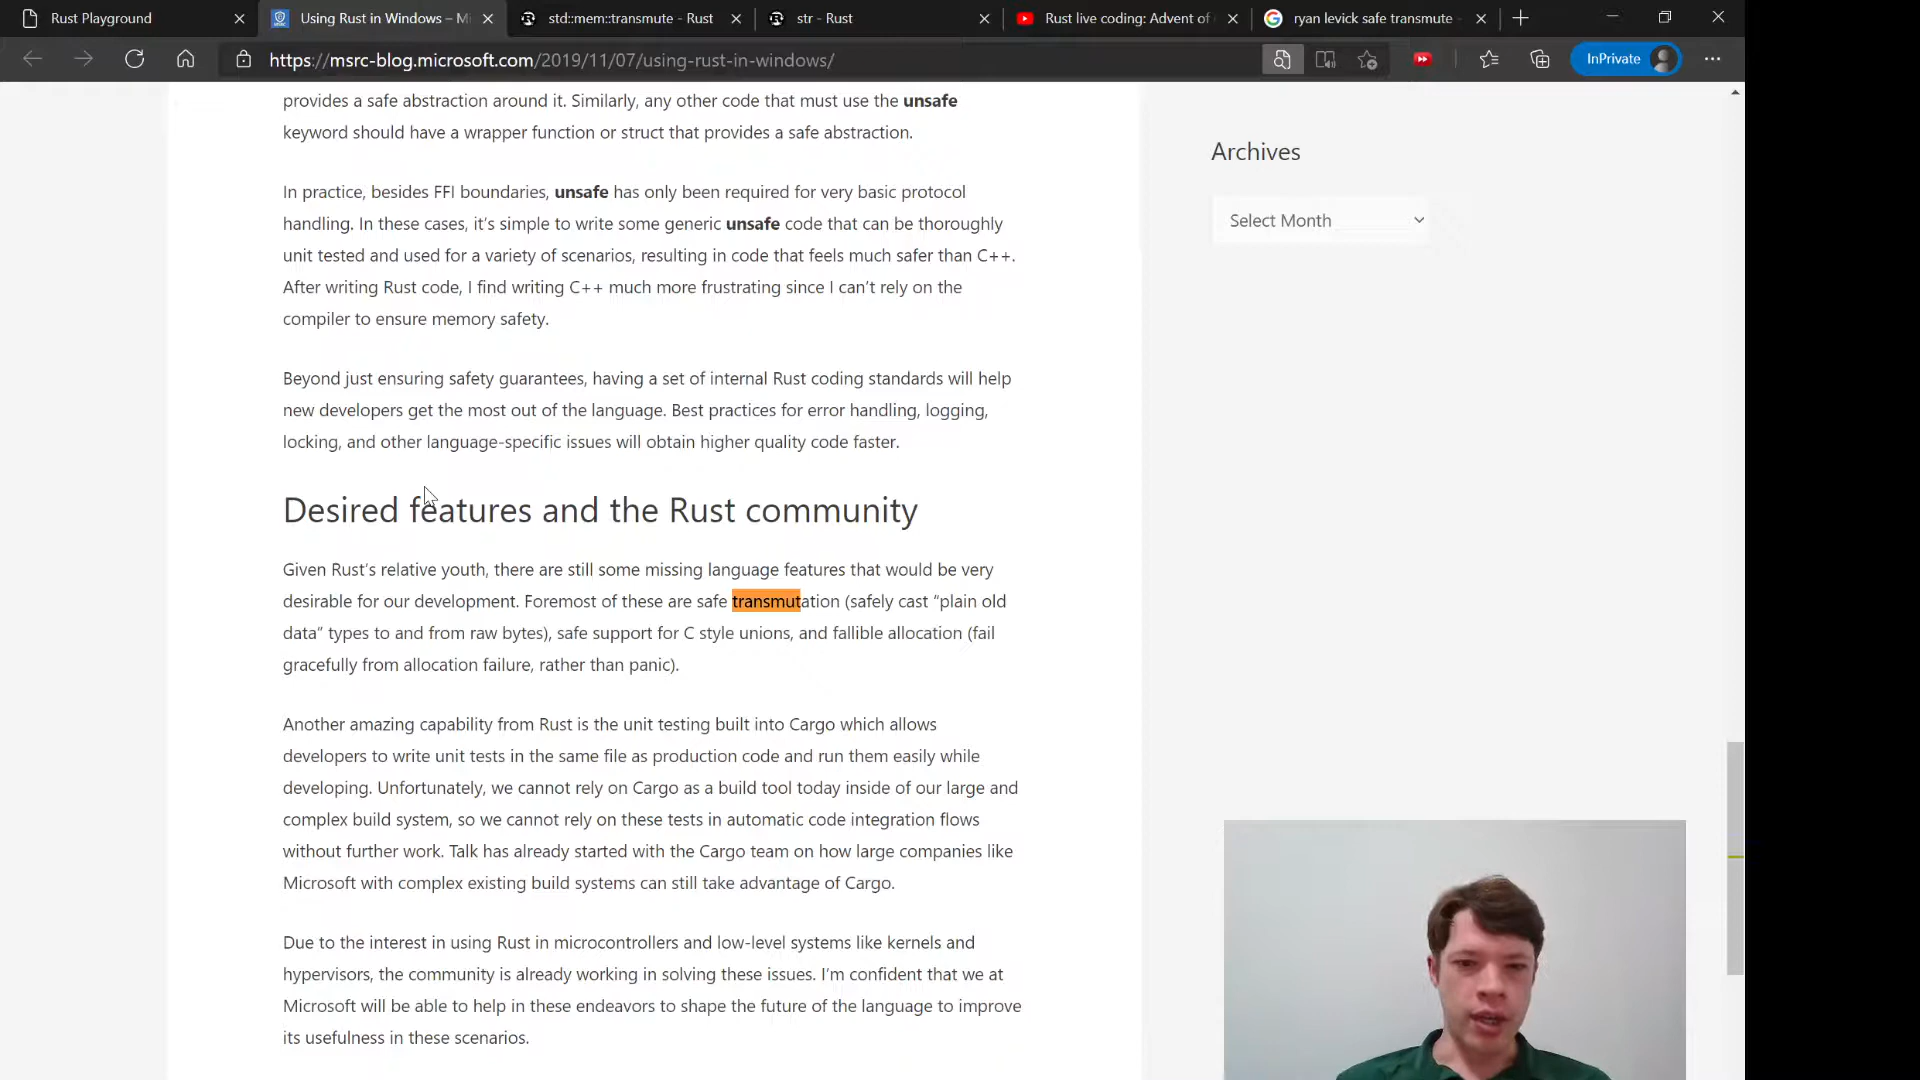 Rust Playground
Using Rust in Windows – Mi
std::mem::transmute - Rust
str - Rust
Rust live coding: Advent of
ryan levick safe transmute -
https://msrc-blog.microsoft.com/2019/11/07/using-rust-in-windows/
InPrivate
provides a safe abstraction around it. Similarly, any other code that must use the unsafe
keyword should have a wrapper function or struct that provides a safe abstraction.
In practice, besides FFI boundaries, unsafe has only been required for very basic protocol
handling. In these cases, it’s simple to write some generic unsafe code that can be thoroughly
unit tested and used for a variety of scenarios, resulting in code that feels much safer than C++.
After writing Rust code, I find writing C++ much more frustrating since I can’t rely on the
compiler to ensure memory safety.
Beyond just ensuring safety guarantees, having a set of internal Rust coding standards will help
new developers get the most out of the language. Best practices for error handling, logging,
locking, and other language-specific issues will obtain higher quality code faster.
Desired features and the Rust community
Given Rust’s relative youth, there are still some missing language features that would be very
desirable for our development. Foremost of these are safe transmutation (safely cast “plain old
data” types to and from raw bytes), safe support for C style unions, and fallible allocation (fail
gracefully from allocation failure, rather than panic).
Another amazing capability from Rust is the unit testing built into Cargo which allows
developers to write unit tests in the same file as production code and run them easily while
developing. Unfortunately, we cannot rely on Cargo as a build tool today inside of our large and
complex build system, so we cannot rely on these tests in automatic code integration flows
without further work. Talk has already started with the Cargo team on how large companies like
Microsoft with complex existing build systems can still take advantage of Cargo.
Due to the interest in using Rust in microcontrollers and low-level systems like kernels and
hypervisors, the community is already working in solving these issues. I’m confident that we at
Microsoft will be able to help in these endeavors to shape the future of the language to improve
its usefulness in these scenarios.
Archives
Select Month